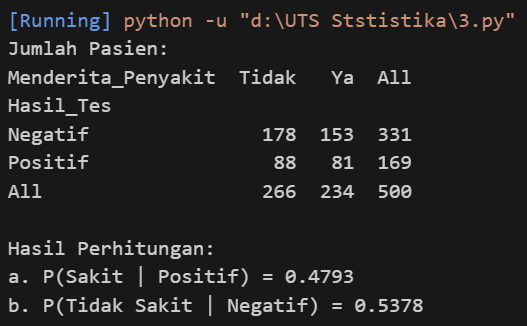 [Running] python -u "d:\UTS Ststistika\3.py"
Jumlah Pasien:
Menderita_Penyakit  Tidak   Ya  All
Hasil_Tes
Negatif               178  153  331
Positif                88   81  169
All                   266  234  500

Hasil Perhitungan:
a. P(Sakit | Positif) = 0.4793
b. P(Tidak Sakit | Negatif) = 0.5378